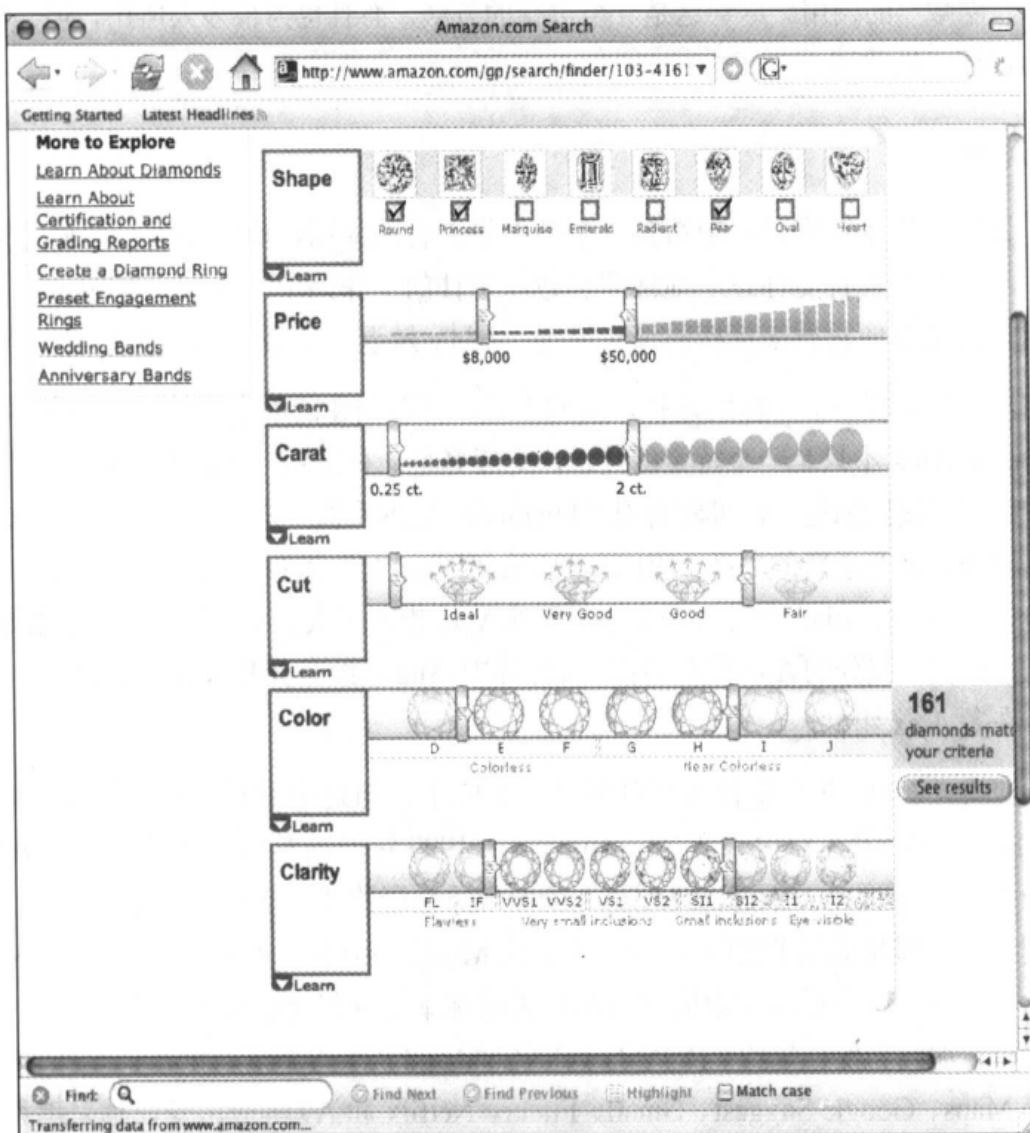 Amazon.com Search
http://www.amazon.com/gp/search/finder/103-4161
G
Getting Started Latest Headlines
More to Explore
Learn About Diamonds
Learn About
Certification and
Grading Reports
Create a Diamond Ring
Preset Engagement
Rings
Wedding Bands
Anniversary Bands
Shape
Round Princess Marquise Emerald Radiant Pear Oval Heart
Learn
Price
$8,000 $50,000
Learn
Carat
0.25 ct. 2 ct.
Learn
Cut
Ideal Very Good Good Fair
Learn
Color
D E F G H I J
Colorless Near Colorless
Learn
161
diamonds mat
your criteria
See results
Clarity
FL IF VVS1 VVS2 VS1 VS2 SI1 SI2 I1 I2
Flawless Very small inclusions Small inclusions Eye visible
Learn
Find: Find Next Find Previous Highlight Match case
Transferring data from www.amazon.com...